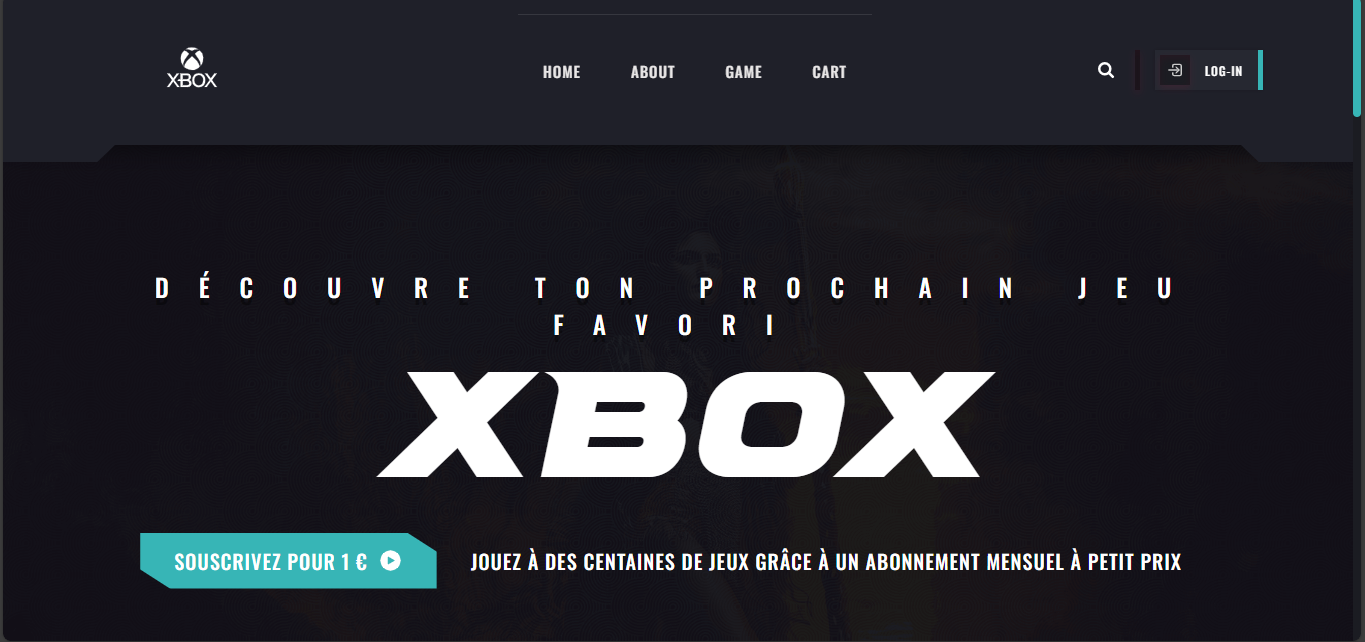 XBOX
HOME
ABOUT
GAME
CART
LOG-IN
DÉCOUVRE TON PROCHAIN JEU
FAVORI
XBOX
SOUSCRIVEZ POUR 1 €
JOUEZ À DES CENTAINES DE JEUX GRÂCE À UN ABONNEMENT MENSUEL À PETIT PRIX